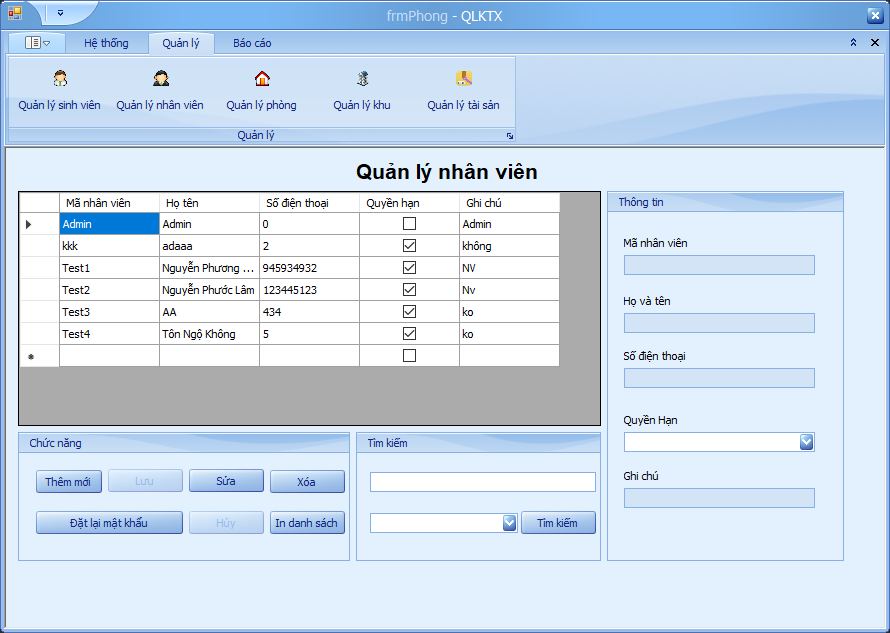 frmPhong - QLKTX
Hệ thống Quản lý Báo cáo
Quản lý sinh viên Quản lý nhân viên Quản lý phòng Quản lý khu Quản lý tài sản
Quản lý
Quản lý nhân viên
Mã nhân viên Họ tên Số điện thoại Quyền hạn Ghi chú
Admin Admin 0 Admin
kkk adaaa 2 không
Test1 Nguyễn Phương ... 945934932 NV
Test2 Nguyễn Phước Lâm 123445123 Nv
Test3 AA 434 ko
Test4 Tôn Ngộ Không 5 ko
Thông tin
Mã nhân viên
Họ và tên
Số điện thoại
Quyền Hạn
Ghi chú
Chức năng
Thêm mới Lưu Sửa Xóa
Đặt lại mật khẩu Hủy In danh sách
Tìm kiếm
Tìm kiếm